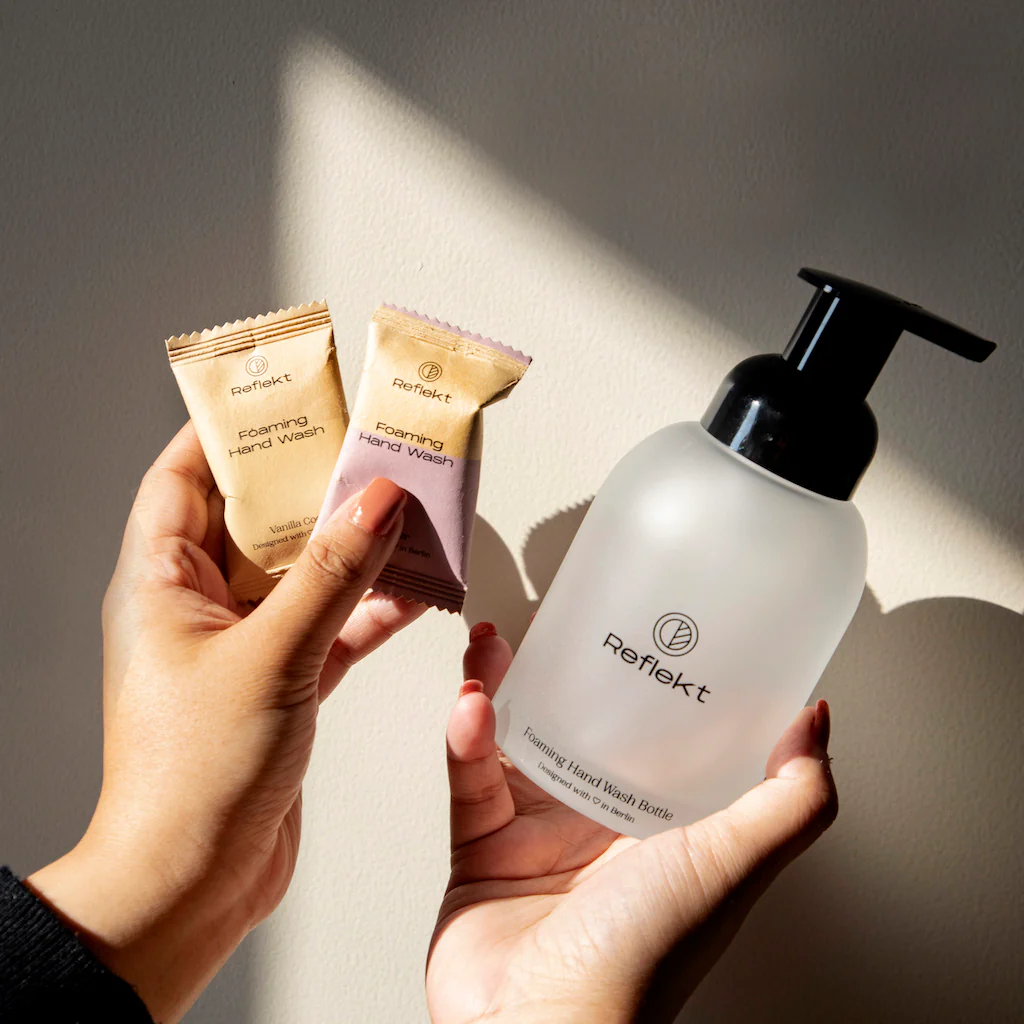 Reflekt
Foaming
Hand Wash
Vanilla
Designed with ♡
Reflekt
Foaming
Hand Wash
in Berlin
Reflekt
Foaming Hand Wash Bottle
Designed with ♡ in Berlin